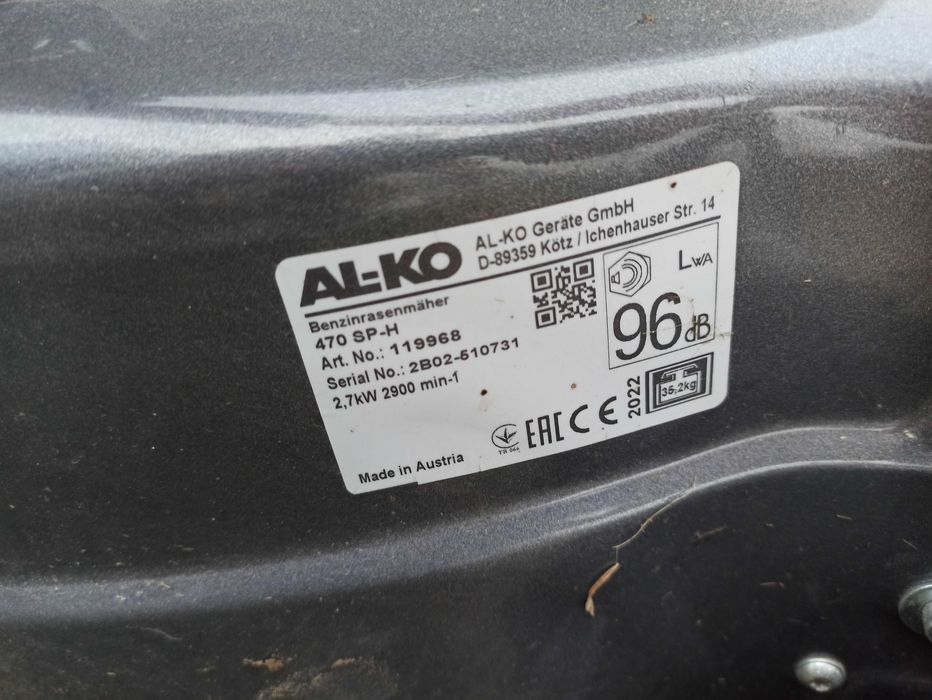 AL-KO
AL-KO Geräte GmbH
D-89359 Kötz / Ichenhauser Str. 14
Benzinrasenmäher
470 SP-H
Art. No.: 119968
Serial No.: 2B02-510731
2,7kW 2900 min-1
LWA
96 dB
2022
35,2kg
EAC CE
Made in Austria